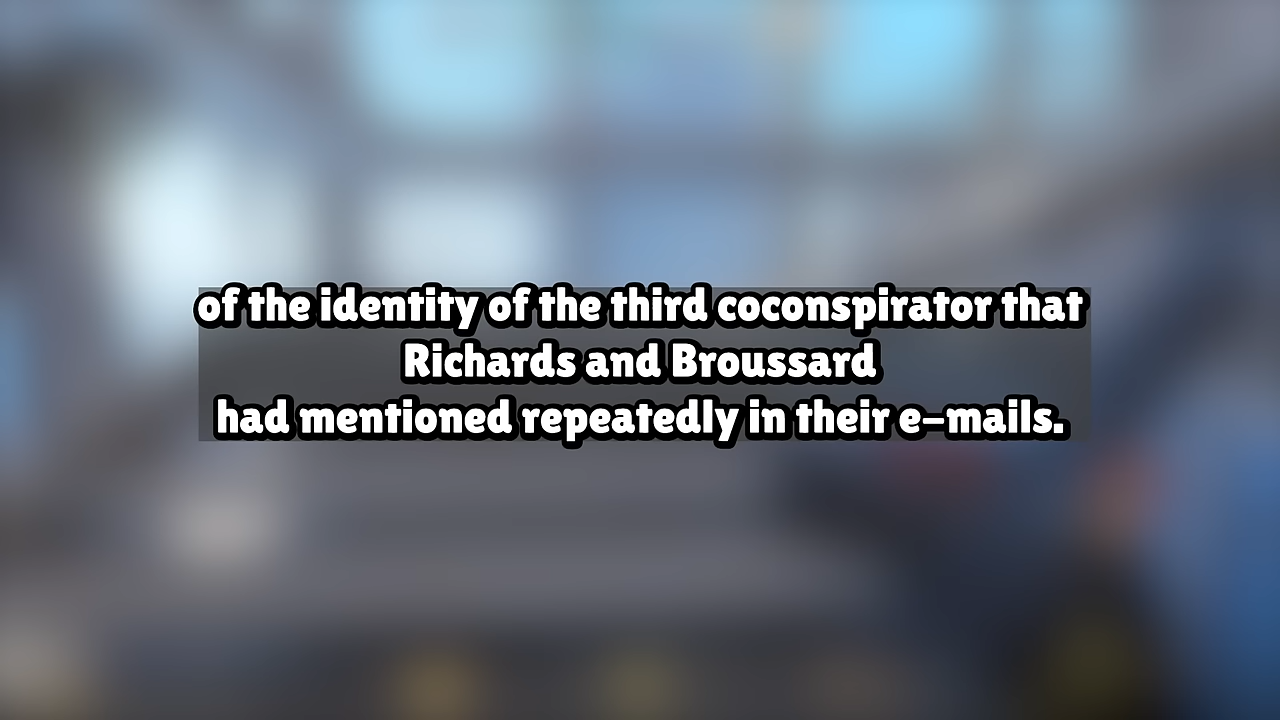 of the identity of the third coconspirator that
Richards and Broussard
had mentioned repeatedly in their e-mails.